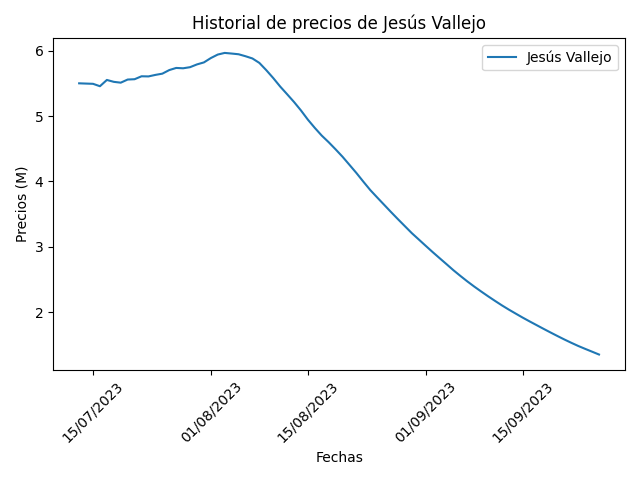 Historial de precios de Jesús Vallejo
Jesús Vallejo
Precios (M)
6
5
4
3
2
15/07/2023
01/08/2023
15/08/2023
01/09/2023
15/09/2023
Fechas